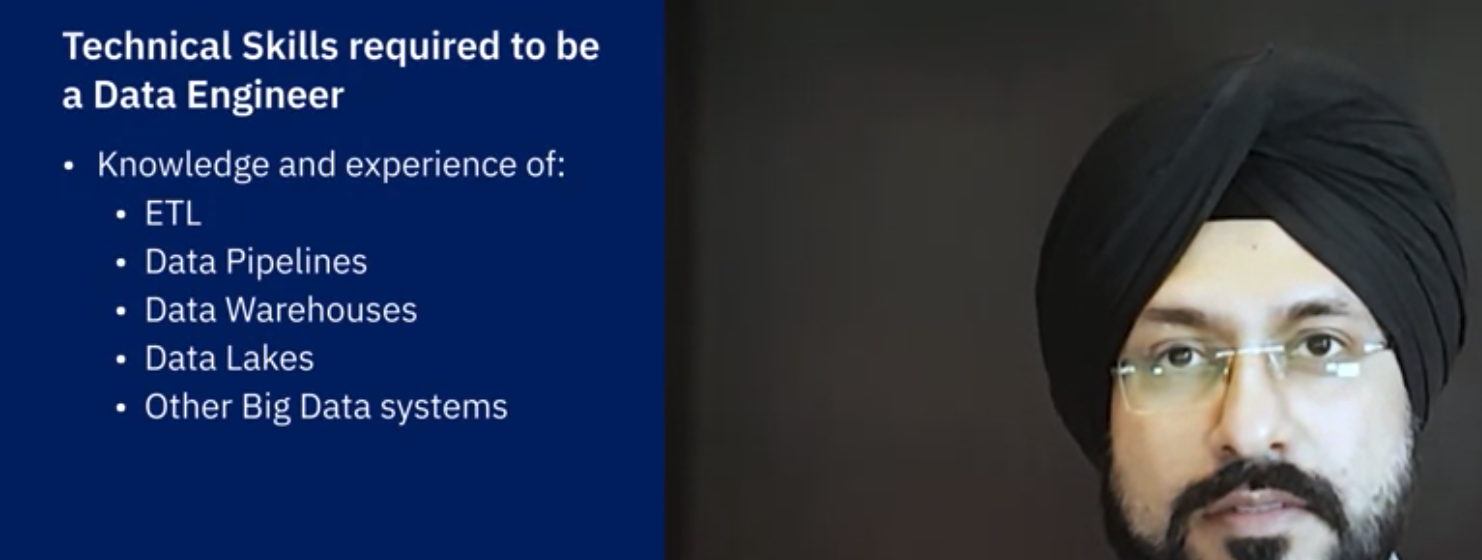 Technical Skills required to be
a Data Engineer
• Knowledge and experience of:
• ETL
• Data Pipelines
• Data Warehouses
• Data Lakes
• Other Big Data systems